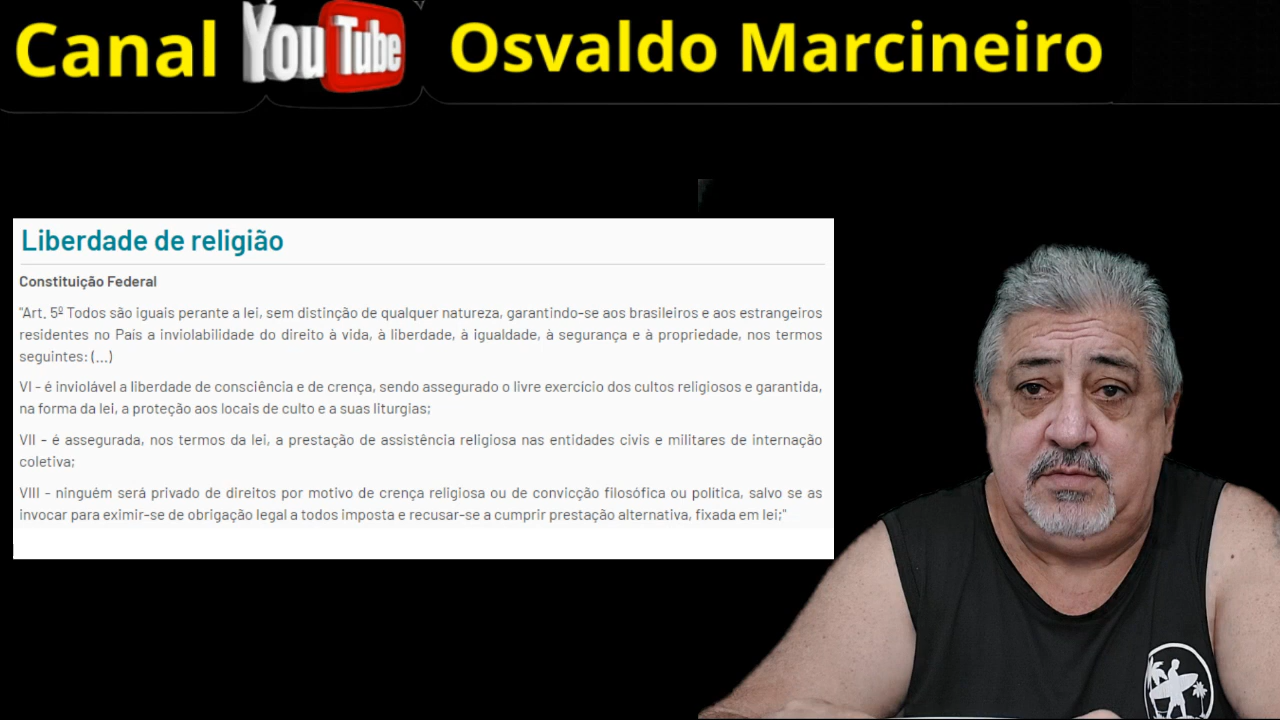 Canal YouTube Osvaldo Marcineiro
Liberdade de religião
Constituição Federal
"Art. 5º Todos são iguais perante a lei, sem distinção de qualquer natureza, garantindo-se aos brasileiros e aos estrangeiros
residentes no País a inviolabilidade do direito à vida, à liberdade, à igualdade, à segurança e à propriedade, nos termos
seguintes: (...)
VI - é inviolável a liberdade de consciência e de crença, sendo assegurado o livre exercício dos cultos religiosos e garantida,
na forma da lei, a proteção aos locais de culto e a suas liturgias;
VII - é assegurada, nos termos da lei, a prestação de assistência religiosa nas entidades civis e militares de internação
coletiva;
VIII - ninguém será privado de direitos por motivo de crença religiosa ou de convicção filosófica ou política, salvo se as
invocar para eximir-se de obrigação legal a todos imposta e recusar-se a cumprir prestação alternativa, fixada em lei;"